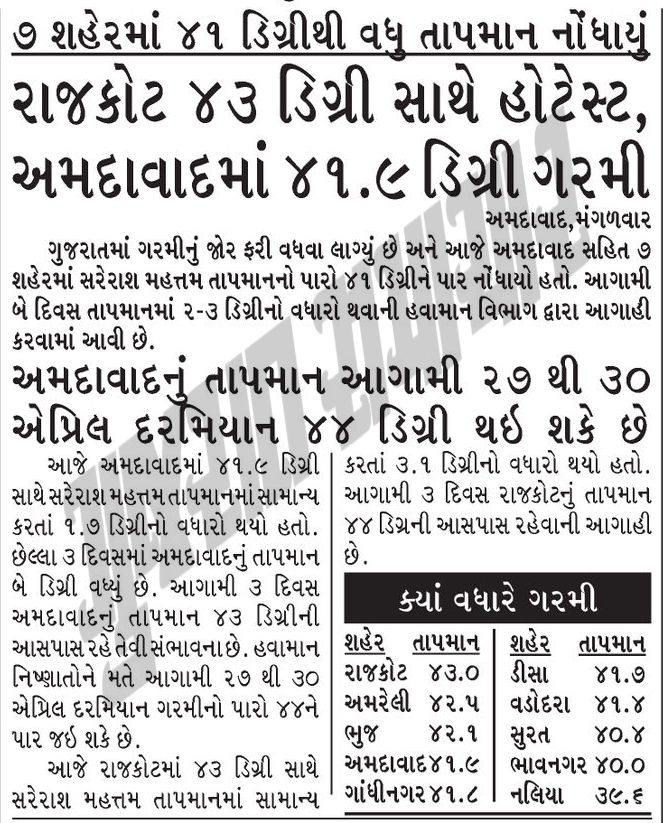 ૭ શહેરમાં ૪૧ ડિગ્રીથી વધુ તાપમાન નોંધાયું
રાજકોટ ૪૩ ડિગ્રી સાથે હોટેસ્ટ,
અમદાવાદમાં ૪૧.૯ ડિગ્રી ગરમી
અમદાવાદ,મંગળવાર
ગુજરાતમાં ગરમીનું જોર ફરી વધવા લાગ્યું છે અને આજે અમદાવાદ સહિત ૭
શહેરમાં સરેરાશ મહત્તમ તાપમાનનો પારો ૪૧ ડિગ્રીને પાર નોંધાયો હતો. આગામી
બે દિવસ તાપમાનમાં ૨-૩ ડિગ્રીનો વધારો થવાની હવામાન વિભાગ દ્વારા આગાહી
કરવામાં આવી છે.
અમદાવાદનું તાપમાન આગામી ૨૭ થી ૩૦
એપ્રિલ દરમિયાન ૪૪ ડિગ્રી થઇ શકે છે
આજે અમદાવાદમાં ૪૧.૯ ડિગ્રી
સાથે સરેરાશ મહત્તમ તાપમાનમાં સામાન્ય
કરતાં ૧.૭ ડિગ્રીનો વધારો થયો હતો.
છેલ્લા ૩ દિવસમાં અમદાવાદનું તાપમાન
બે ડિગ્રી વધ્યું છે. આગામી ૩ દિવસ
અમદાવાદનું તાપમાન ૪૩ ડિગ્રીની
આસપાસ રહે તેવી સંભાવના છે. હવામાન
નિષ્ણાતોને મતે આગામી ૨૭ થી ૩૦
એપ્રિલ દરમિયાન ગરમીનો પારો ૪૪ને
પાર જઇ શકે છે.
આજે રાજકોટમાં ૪૩ ડિગ્રી સાથે
સરેરાશ મહત્તમ તાપમાનમાં સામાન્ય
કરતાં ૩.૧ ડિગ્રીનો વધારો થયો હતો.
આગામી ૩ દિવસ રાજકોટનું તાપમાન
૪૪ ડિગ્રની આસપાસ રહેવાની આગાહી
છે.
ક્યાં વધારે ગરમી
શહેર તાપમાન
રાજકોટ ૪૩.૦
અમરેલી ૪૨.૫
ભુજ ૪૨.૧
અમદાવાદ ૪૧.૯
ગાંધીનગર ૪૧.૮
શહેર તાપમાન
ડીસા ૪૧.૭
વડોદરા ૪૧.૪
સુરત ૪૦.૪
ભાવનગર ૪૦.૦
નલિયા ૩૯.૬
ગુજરાત સમાચાર